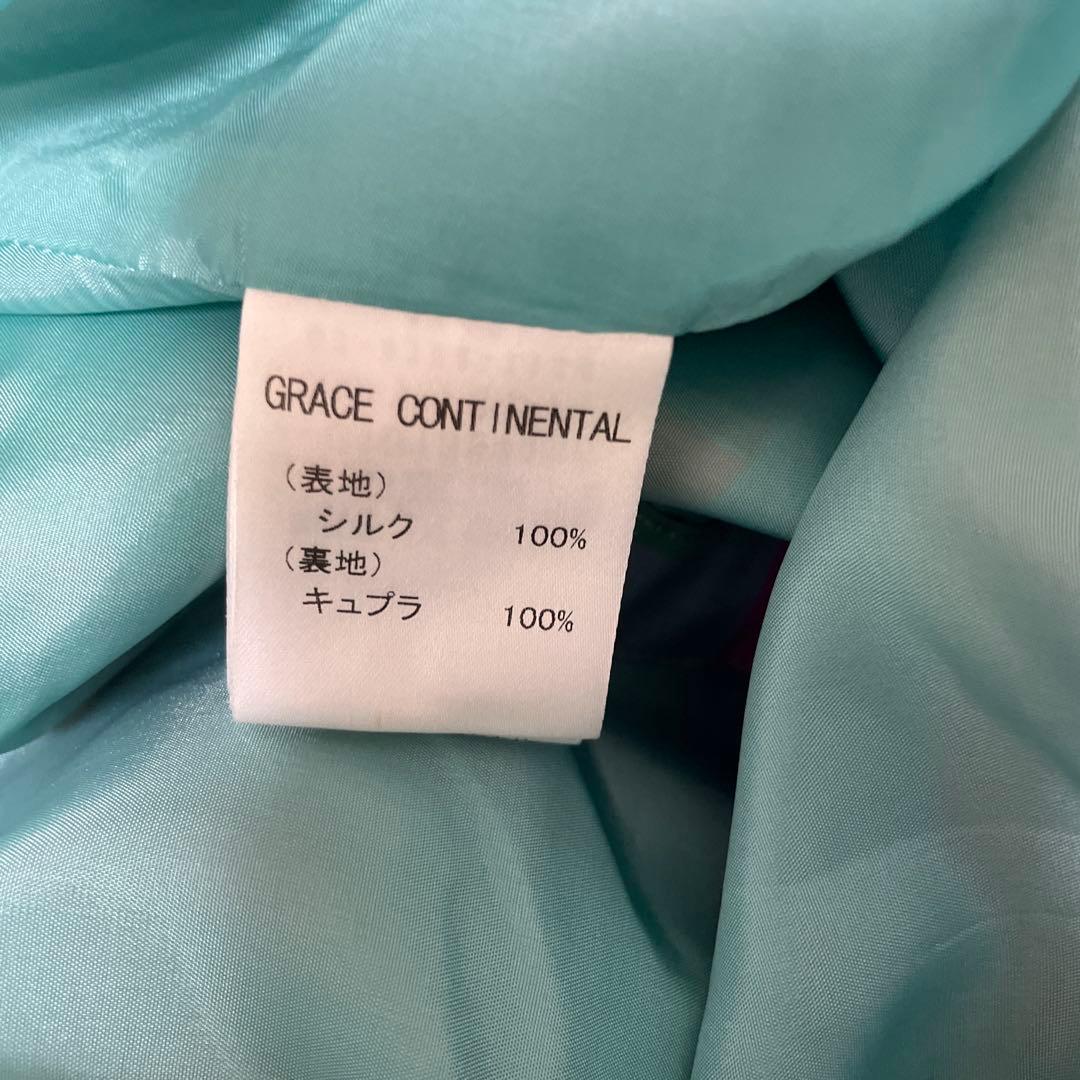 GRACE CONTINENTAL
（表地）
シルク 100%
（裏地）
キュプラ 100%